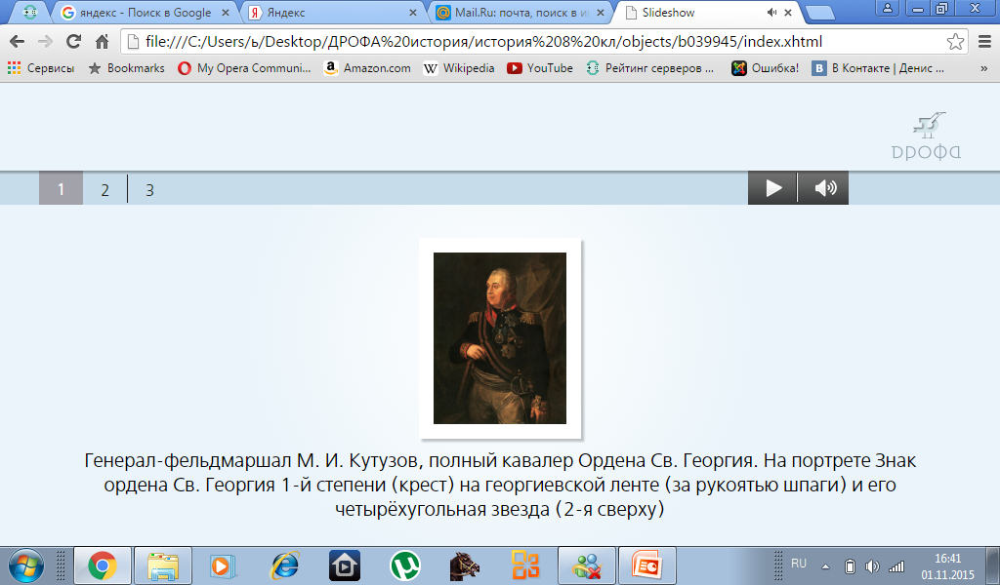 яндекс - Поиск в Google
Яндекс
Mail.Ru: почта, поиск в и
Slideshow
file:///C:/Users/ь/Desktop/ДРОФА%20история/история%208%20кл/objects/b039945/index.xhtml
Сервисы
Bookmarks
My Opera Communi...
Amazon.com
Wikipedia
YouTube
Рейтинг серверов ...
Ошибка!
В Контакте | Денис ...
»
ДРОФА
1
2
3
Генерал-фельдмаршал М. И. Кутузов, полный кавалер Ордена Св. Георгия. На портрете Знак
ордена Св. Георгия 1-й степени (крест) на георгиевской ленте (за рукоятью шпаги) и его
четырёхугольная звезда (2-я сверху)
RU
16:41
01.11.2015